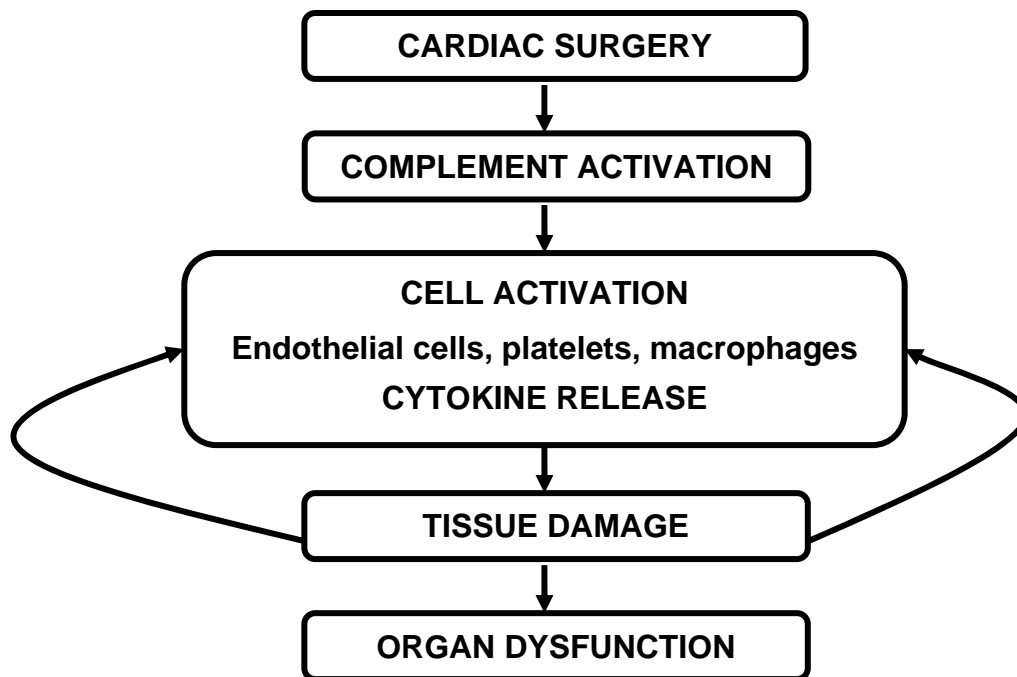 CARDIAC SURGERY
COMPLEMENT ACTIVATION
CELL ACTIVATION
Endothelial cells, platelets, macrophages
CYTOKINE RELEASE
TISSUE DAMAGE
ORGAN DYSFUNCTION